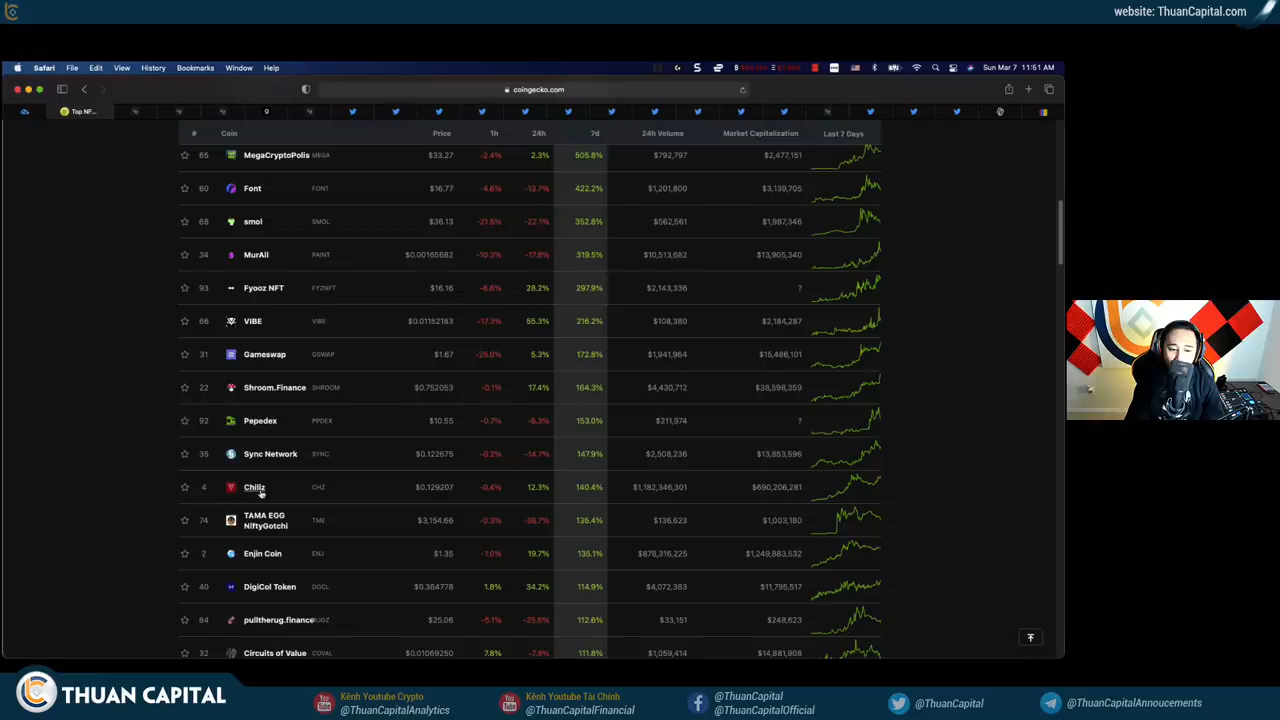 website: ThuanCapital.com
Safari File Edit View History Bookmarks Window Help
Sun Mar 7 11:51 AM
coingecko.com
Top NF...
# Coin Price 1h 24h 7d 24h Volume Market Capitalization Last 7 Days
65 MegaCryptoPolis MEGA $33.27 -2.4% 2.3% 505.8% $792,797 $2,477,151
60 Font FONT $16.77 -4.6% -13.7% 422.2% $1,201,800 $3,139,705
68 smol SMOL $36.13 -21.5% -22.1% 352.8% $562,561 $1,987,346
34 MurAll PAINT $0.00165682 -10.3% -17.8% 319.5% $10,513,682 $13,905,340
93 Fyooz NFT FYZNFT $16.16 -6.6% 28.2% 297.9% $2,143,336 ?
66 VIBE VIBE $0.01152183 -17.3% 55.3% 216.2% $108,380 $2,184,287
31 Gameswap GSWAP $1.67 -25.0% 5.3% 172.8% $1,941,964 $15,486,101
22 Shroom.Finance SHROOM $0.752053 -0.1% 17.4% 164.3% $4,430,712 $38,598,359
92 Pepedex PPDEX $10.55 -0.7% -6.3% 153.0% $211,974 ?
35 Sync Network SYNC $0.122675 -0.2% -14.7% 147.9% $2,508,236 $13,853,596
4 Chiliz CHZ $0.129207 -0.4% 12.3% 140.4% $1,182,346,301 $690,206,281
74 TAMA EGG NiftyGotchi TME $3,154.66 -0.3% -38.7% 135.4% $136,623 $1,003,180
2 Enjin Coin ENJ $1.35 -1.0% 19.7% 135.1% $878,316,225 $1,249,883,532
40 DigiCol Token DGCL $0.364778 1.8% 34.2% 114.9% $4,072,383 $11,795,517
84 pulltherug.finance RUGZ $25.06 -5.1% -25.6% 112.6% $33,151 $248,623
32 Circuits of Value COVAL $0.01069250 7.8% -7.9% 111.8% $1,059,414 $14,881,908
THUAN CAPITAL
Kênh Youtube Crypto
@ThuanCapitalAnalytics
Kênh Youtube Tài Chính
@ThuanCapitalFinancial
@ThuanCapital
@ThuanCapitalOfficial
@ThuanCapital
@ThuanCapitalAnnoucements